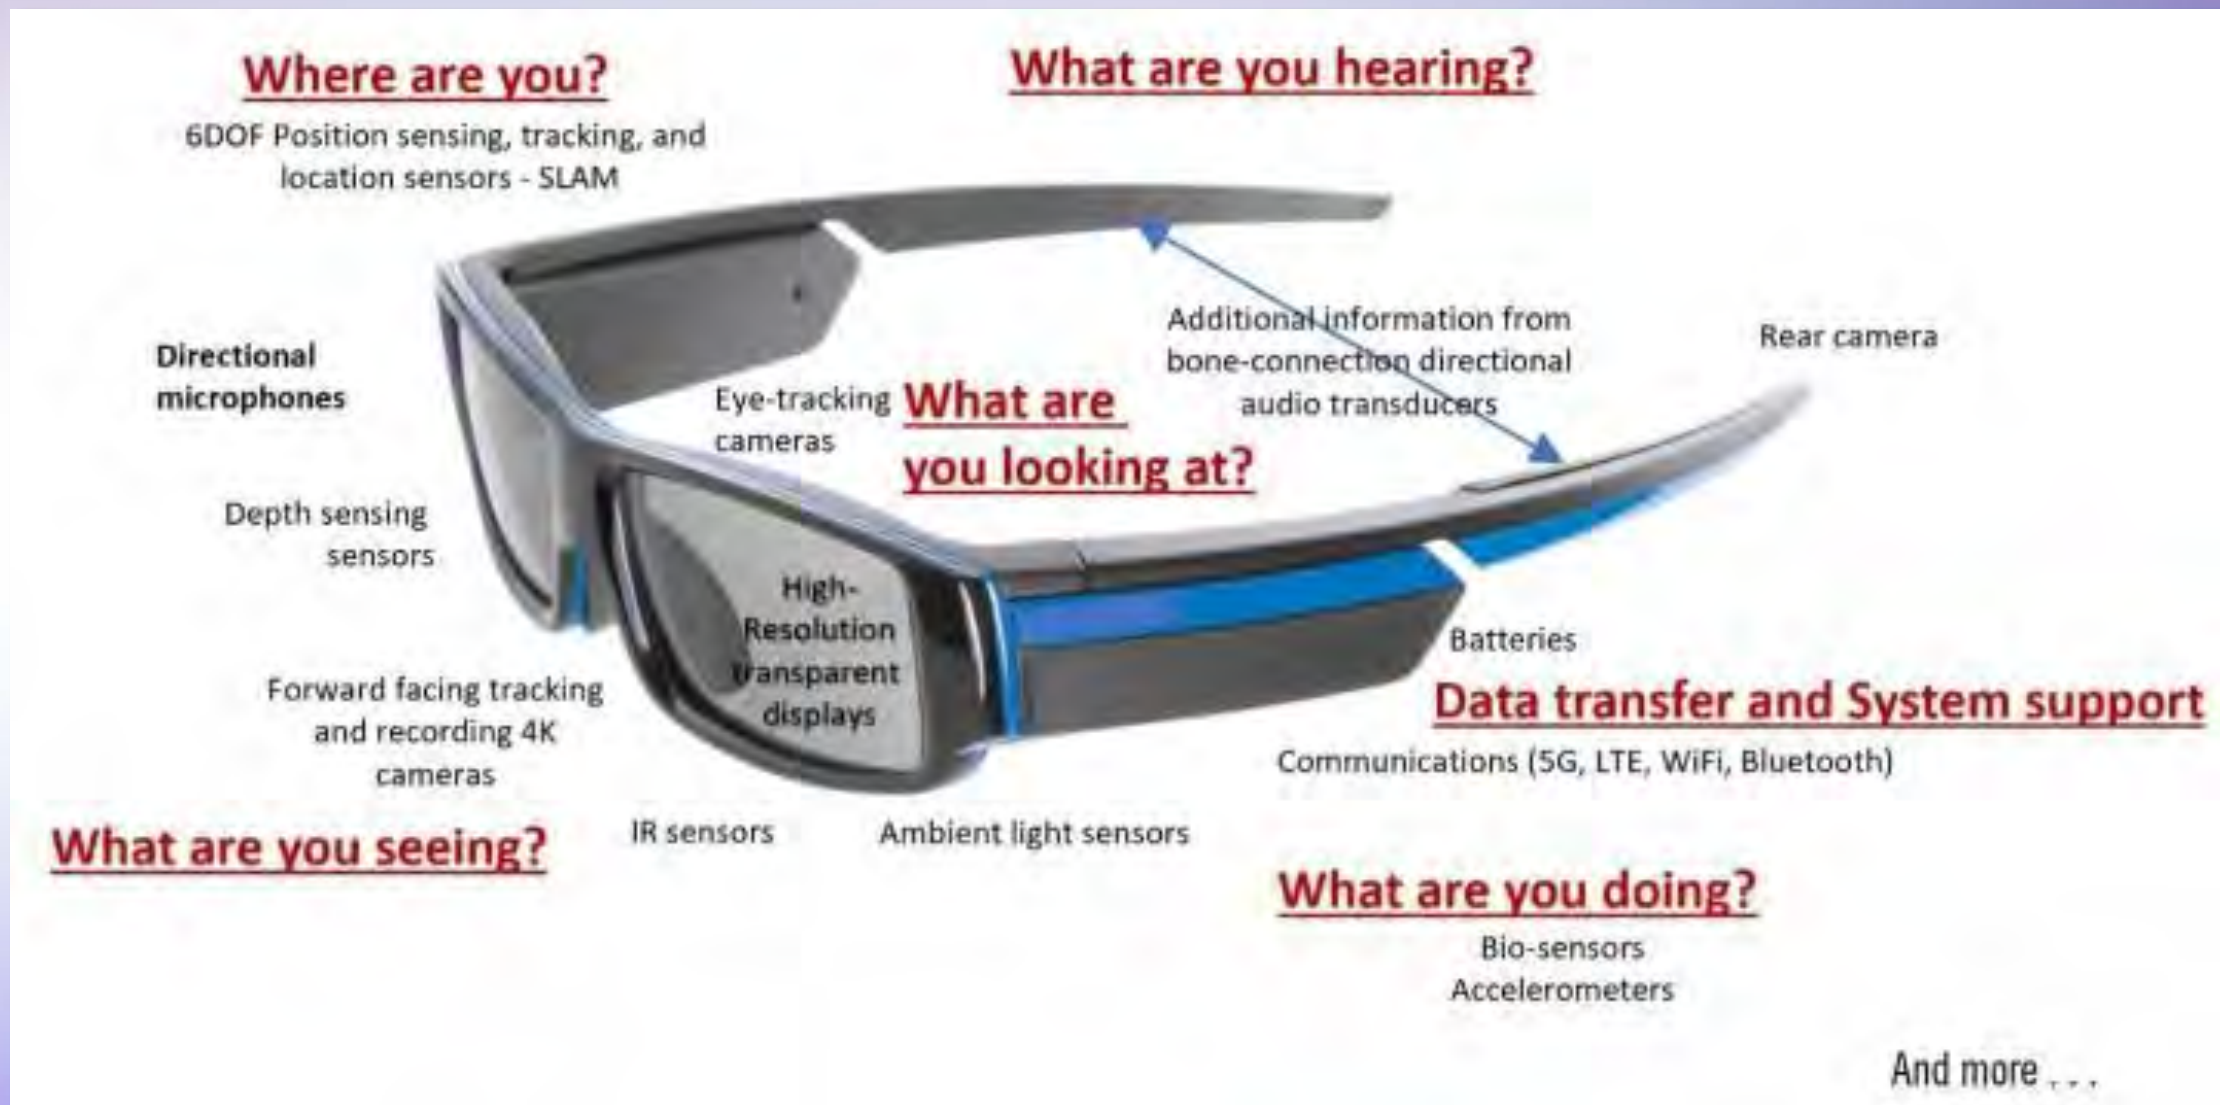 Where are you?
6DOF Position sensing, tracking, and
location sensors - SLAM
What are you hearing?
Additional information from
bone-connection directional
audio transducers
Rear camera
Directional
microphones
Eye-tracking
cameras
What are
you looking at?
Depth sensing
sensors
High-
Resolution
transparent
displays
Forward facing tracking
and recording 4K
cameras
What are you seeing?
IR sensors
Ambient light sensors
Batteries
Data transfer and System support
Communications (5G, LTE, WiFi, Bluetooth)
What are you doing?
Bio-sensors
Accelerometers
And more . . .